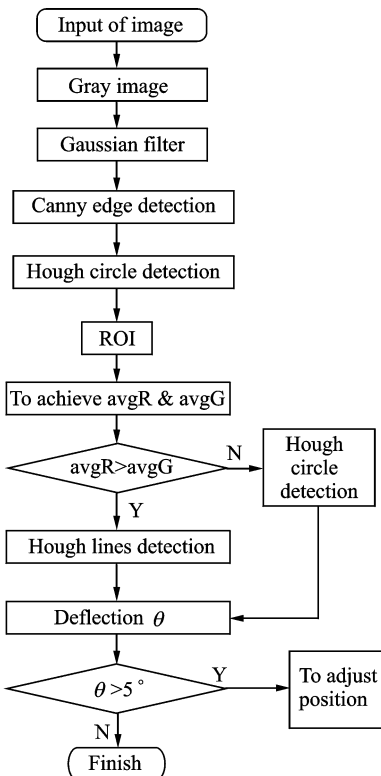 Input of image
Gray image
Gaussian filter
Canny edge detection
Hough circle detection
ROI
To achieve avgR & avgG
avgR>avgG
N
Hough
circle
detection
Y
Hough lines detection
Deflection θ
θ>5°
Y
To adjust
position
N
Finish